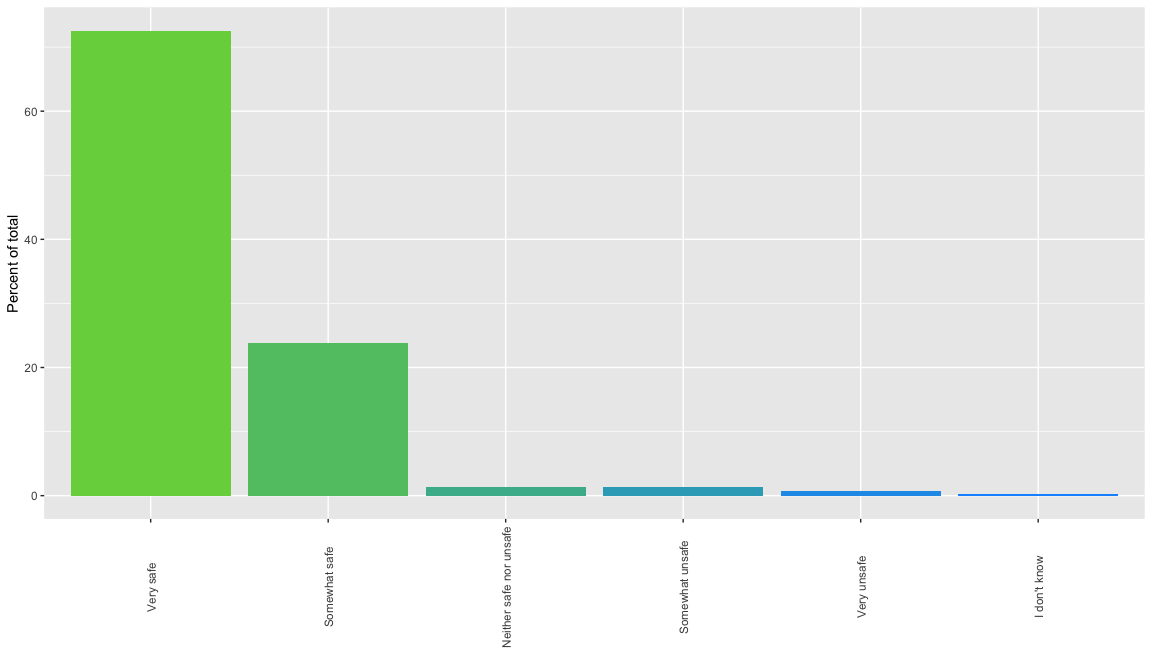 Percent of total
60
40
20
0
Very safe
Somewhat safe
Neither safe nor unsafe
Somewhat unsafe
Very unsafe
I don't know